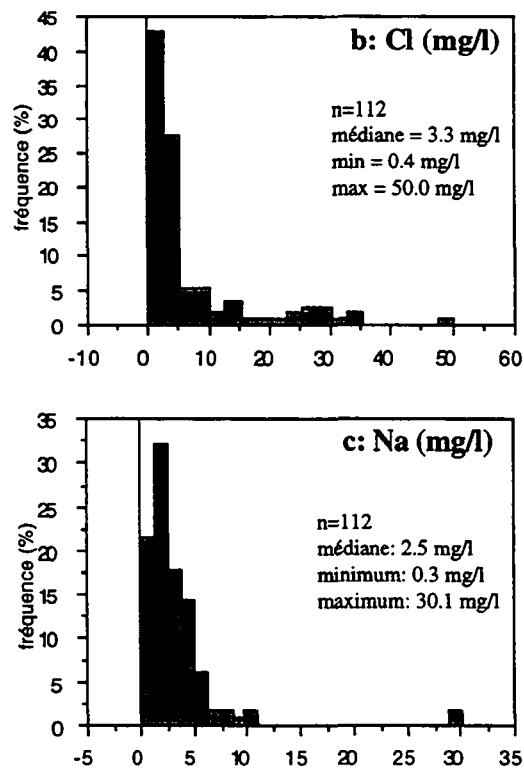 b: Cl (mg/l)
n=112
médiane = 3.3 mg/l
min = 0.4 mg/l
max = 50.0 mg/l
fréquence (%)
45
40
35
30
25
20
15
10
5
0
-10 0 10 20 30 40 50 60
c: Na (mg/l)
n=112
médiane: 2.5 mg/l
minimum: 0.3 mg/l
maximum: 30.1 mg/l
fréquence (%)
35
30
25
20
15
10
5
0
-5 0 5 10 15 20 25 30 35